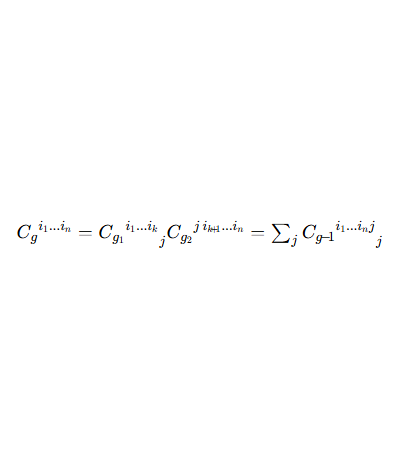 $C_g{}^{i_1 \ldots i_n} = C_{g_1}{}^{i_1 \ldots i_k}{}_j C_{g_2}{}^{j\, i_{k+1} \ldots i_n} = \sum_j C_{g-1}{}^{i_1 \ldots i_n j}{}_j$